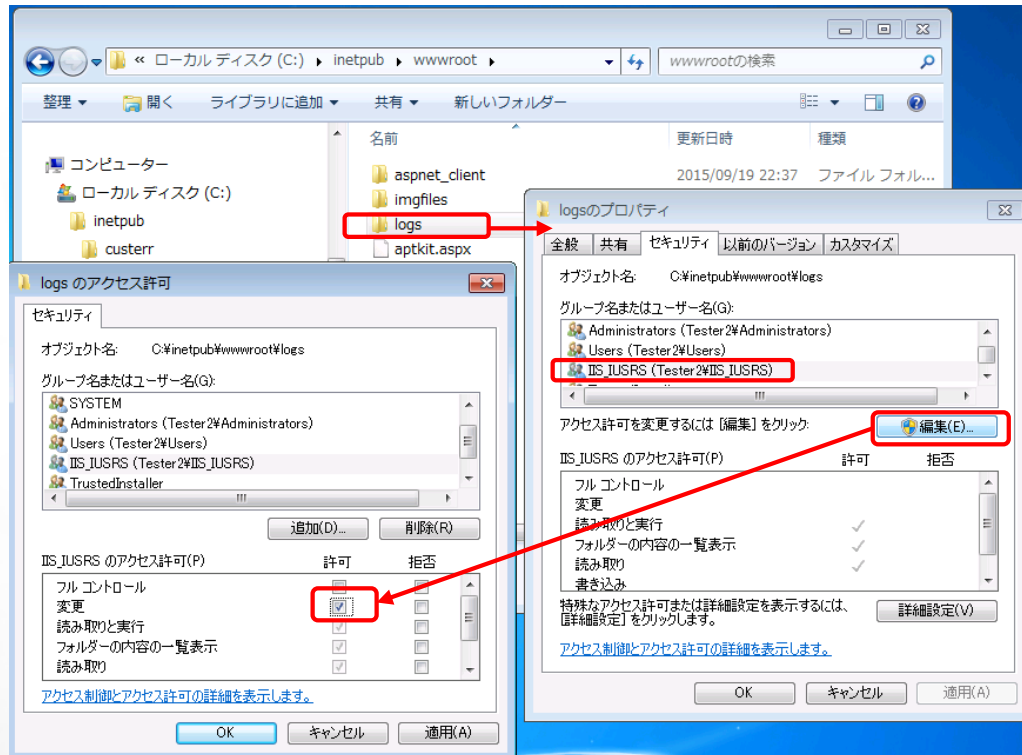 « ローカル ディスク (C:) ▸ inetpub ▸ wwwroot ▸
wwwrootの検索
整理 ▼ 開く ライブラリに追加 ▼ 共有 ▼ 新しいフォルダー
名前 更新日時 種類
コンピューター
ローカル ディスク (C:)
inetpub
custerr
aspnet_client 2015/09/19 22:37 ファイル フォル...
imgfiles
logs
aptkit.aspx
logsのプロパティ
全般 共有 セキュリティ 以前のバージョン カスタマイズ
オブジェクト名: C:¥inetpub¥wwwroot¥logs
グループ名またはユーザー名(G):
Administrators (Tester2¥Administrators)
Users (Tester2¥Users)
IIS_IUSRS (Tester2¥IIS_IUSRS)
アクセス許可を変更するには [編集] をクリック:
編集(E)...
IIS_IUSRS のアクセス許可(P) 許可 拒否
フル コントロール
変更
読み取りと実行
フォルダーの内容の一覧表示
読み取り
書き込み
特殊なアクセス許可または詳細設定を表示するには、
[詳細設定] をクリックします。
詳細設定(V)
アクセス制御とアクセス許可の詳細を表示します。
OK キャンセル 適用(A)
logs のアクセス許可
セキュリティ
オブジェクト名: C:¥inetpub¥wwwroot¥logs
グループ名またはユーザー名(G):
SYSTEM
Administrators (Tester2¥Administrators)
Users (Tester2¥Users)
IIS_IUSRS (Tester2¥IIS_IUSRS)
TrustedInstaller
追加(D)... 削除(R)
IIS_IUSRS のアクセス許可(P) 許可 拒否
フル コントロール
変更
読み取りと実行
フォルダーの内容の一覧表示
読み取り
アクセス制御とアクセス許可の詳細を表示します。
OK キャンセル 適用(A)